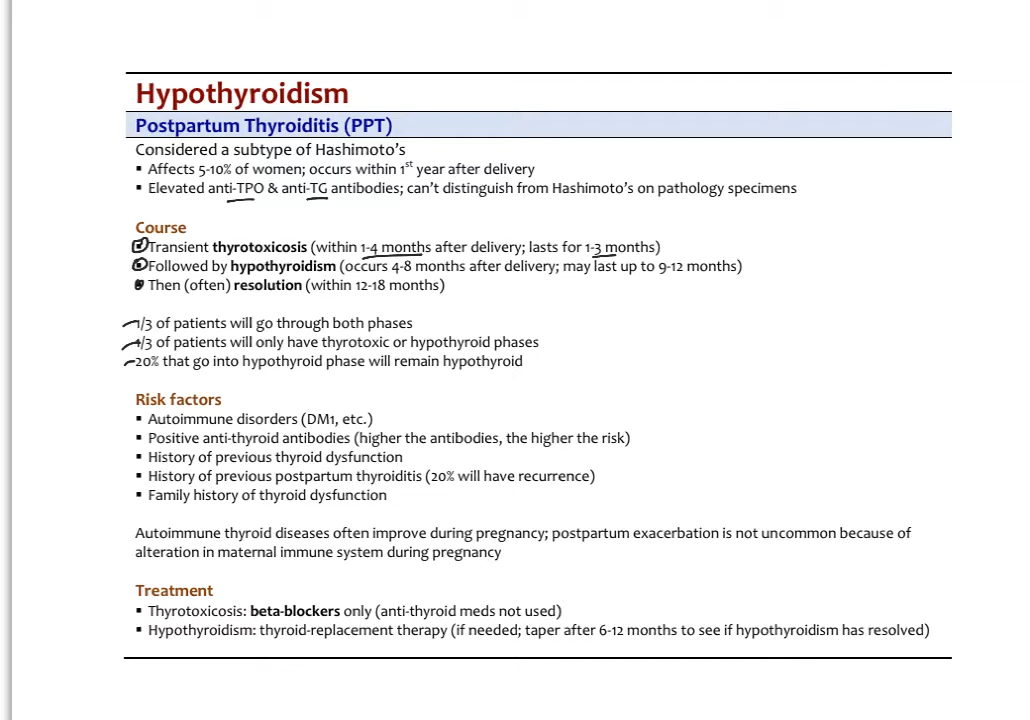 Hypothyroidism
Postpartum Thyroiditis (PPT)
Considered a subtype of Hashimoto's
▪ Affects 5-10% of women; occurs within 1st year after delivery
▪ Elevated anti-TPO & anti-TG antibodies; can't distinguish from Hashimoto's on pathology specimens
Course
Transient thyrotoxicosis (within 1-4 months after delivery; lasts for 1-3 months)
Followed by hypothyroidism (occurs 4-8 months after delivery; may last up to 9-12 months)
▪ Then (often) resolution (within 12-18 months)
1/3 of patients will go through both phases
/3 of patients will only have thyrotoxic or hypothyroid phases
20% that go into hypothyroid phase will remain hypothyroid
Risk factors
▪ Autoimmune disorders (DM1, etc.)
▪ Positive anti-thyroid antibodies (higher the antibodies, the higher the risk)
▪ History of previous thyroid dysfunction
▪ History of previous postpartum thyroiditis (20% will have recurrence)
▪ Family history of thyroid dysfunction
Autoimmune thyroid diseases often improve during pregnancy; postpartum exacerbation is not uncommon because of
alteration in maternal immune system during pregnancy
Treatment
▪ Thyrotoxicosis: beta-blockers only (anti-thyroid meds not used)
▪ Hypothyroidism: thyroid-replacement therapy (if needed; taper after 6-12 months to see if hypothyroidism has resolved)